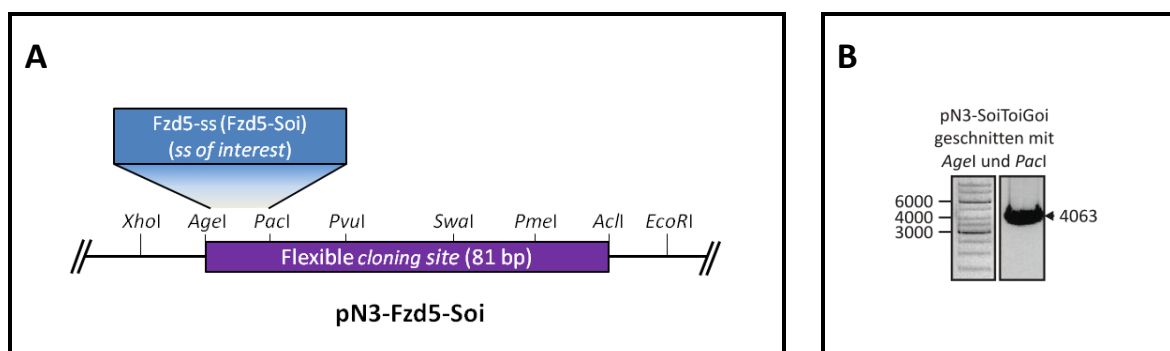 A
Fzd5-ss (Fzd5-Soi)
(ss of interest)
XhoI AgeI PacI PvuI SwaI PmeI AclI EcoRI
Flexible cloning site (81 bp)
pN3-Fzd5-Soi
B
pN3-SoiToiGoi
geschnitten mit
AgeI und PacI
6000
4000
3000
4063